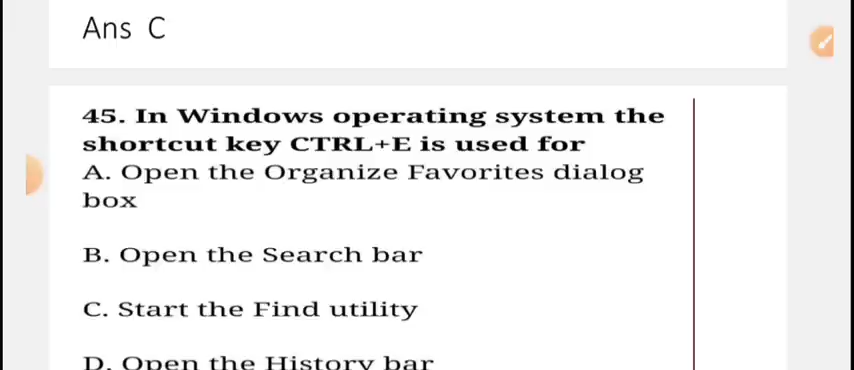 Ans C
45. In Windows operating system the
shortcut key CTRL+E is used for
A. Open the Organize Favorites dialog
box
B. Open the Search bar
C. Start the Find utility
D. Open the History bar